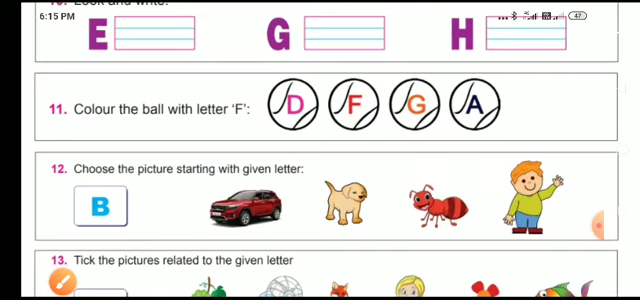 6:15 PM
47
E G H
11. Colour the ball with letter ‘F’:
D F G A
12. Choose the picture starting with given letter:
B
13. Tick the pictures related to the given letter